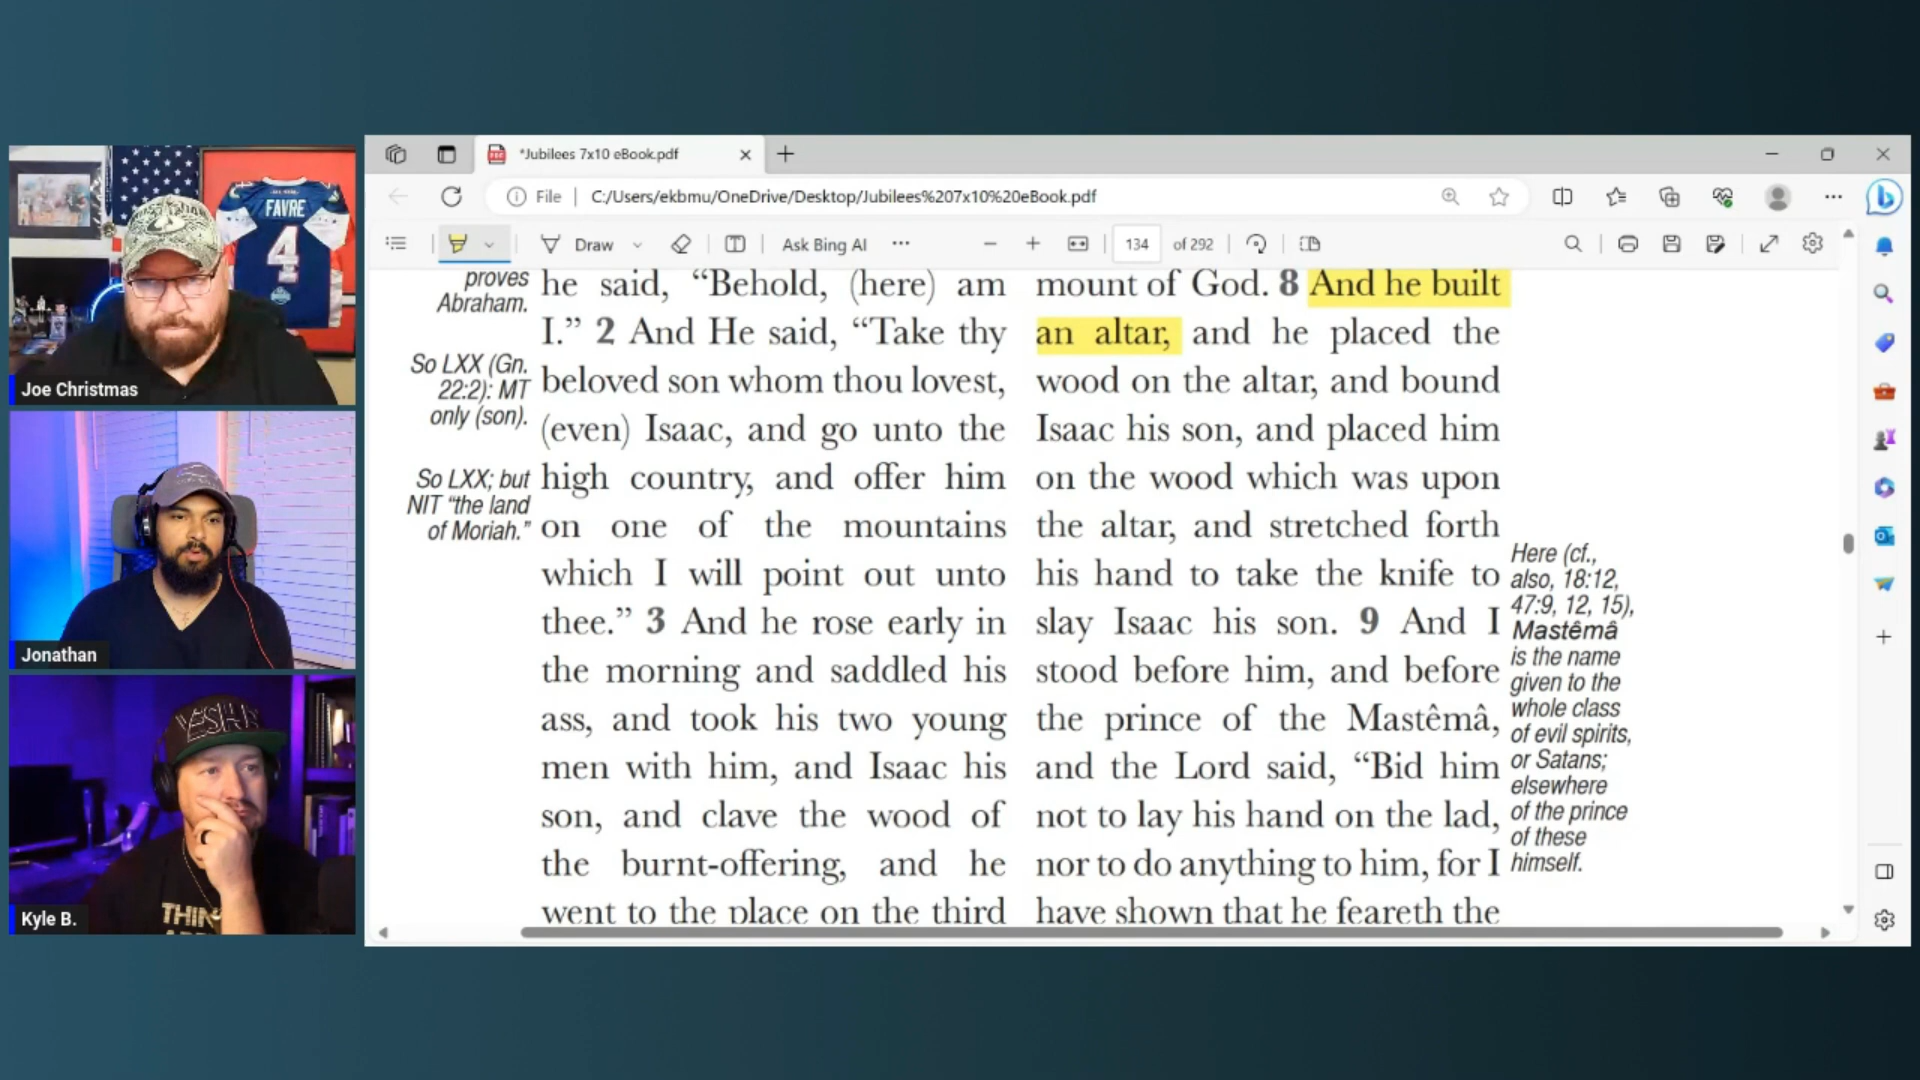 *Jubilees 7x10 eBook.pdf
File
C:/Users/ekbmu/OneDrive/Desktop/Jubilees%207x10%20eBook.pdf
Draw
Ask Bing AI
134 of 292
FAVRE
4
Joe Christmas
Jonathan
YESHUA
THIN
Kyle B.
proves
Abraham.
So LXX (Gn.
22:2): MT
only (son).
So LXX; but
NIT “the land
of Moriah.”
he said, “Behold, (here) am
I.” 2 And He said, “Take thy
beloved son whom thou lovest,
(even) Isaac, and go unto the
high country, and offer him
on one of the mountains
which I will point out unto
thee.” 3 And he rose early in
the morning and saddled his
ass, and took his two young
men with him, and Isaac his
son, and clave the wood of
the burnt-offering, and he
went to the place on the third
mount of God. 8 And he built
an altar, and he placed the
wood on the altar, and bound
Isaac his son, and placed him
on the wood which was upon
the altar, and stretched forth
his hand to take the knife to
slay Isaac his son. 9 And I
stood before him, and before
the prince of the Mastêmâ,
and the Lord said, “Bid him
not to lay his hand on the lad,
nor to do anything to him, for I
have shown that he feareth the
Here (cf.,
also, 18:12,
47:9, 12, 15),
Mastêmâ
is the name
given to the
whole class
of evil spirits,
or Satans;
elsewhere
of the prince
of these
himself.